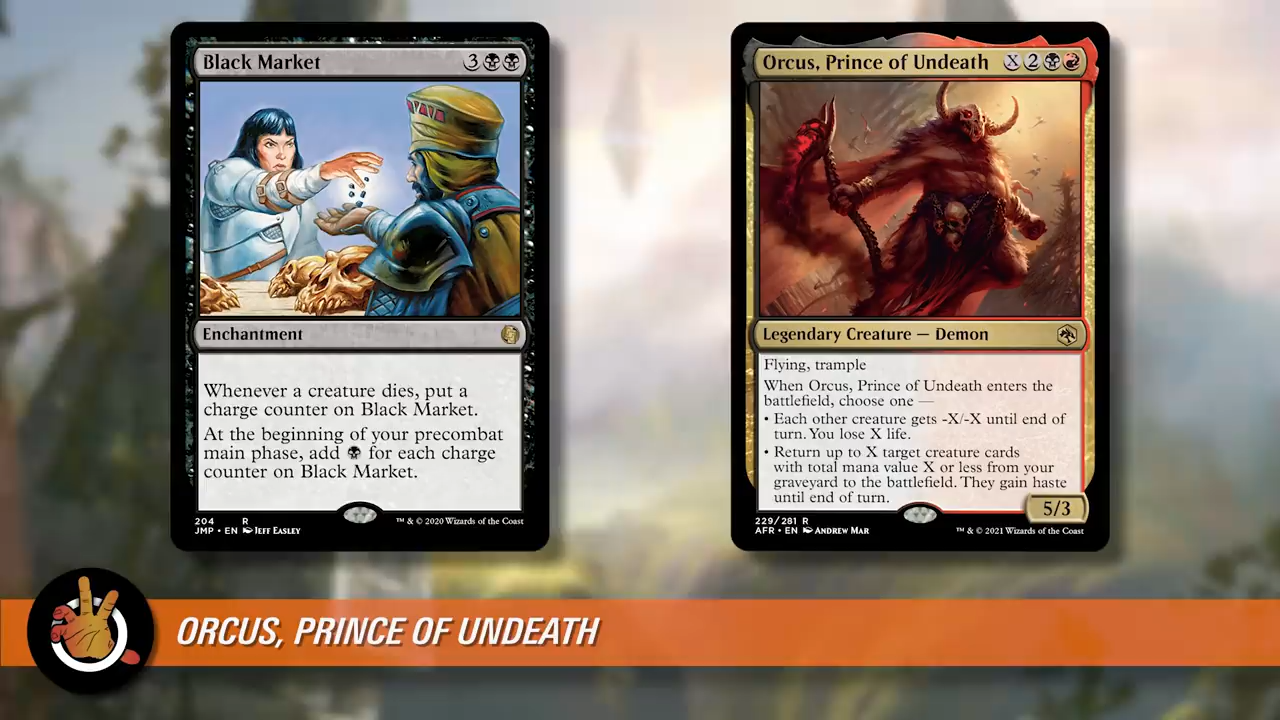 Black Market 3
Enchantment
Whenever a creature dies, put a
charge counter on Black Market.
At the beginning of your precombat
main phase, add for each charge
counter on Black Market.
204 R
JMP • EN Jeff Easley
™ & © 2020 Wizards of the Coast
Orcus, Prince of Undeath X 2
Legendary Creature — Demon
Flying, trample
When Orcus, Prince of Undeath enters the
battlefield, choose one —
• Each other creature gets -X/-X until end of
turn. You lose X life.
• Return up to X target creature cards
with total mana value X or less from your
graveyard to the battlefield. They gain haste
until end of turn.
5/3
229/281 R
AFR • EN Andrew Mar
™ & © 2021 Wizards of the Coast
ORCUS, PRINCE OF UNDEATH